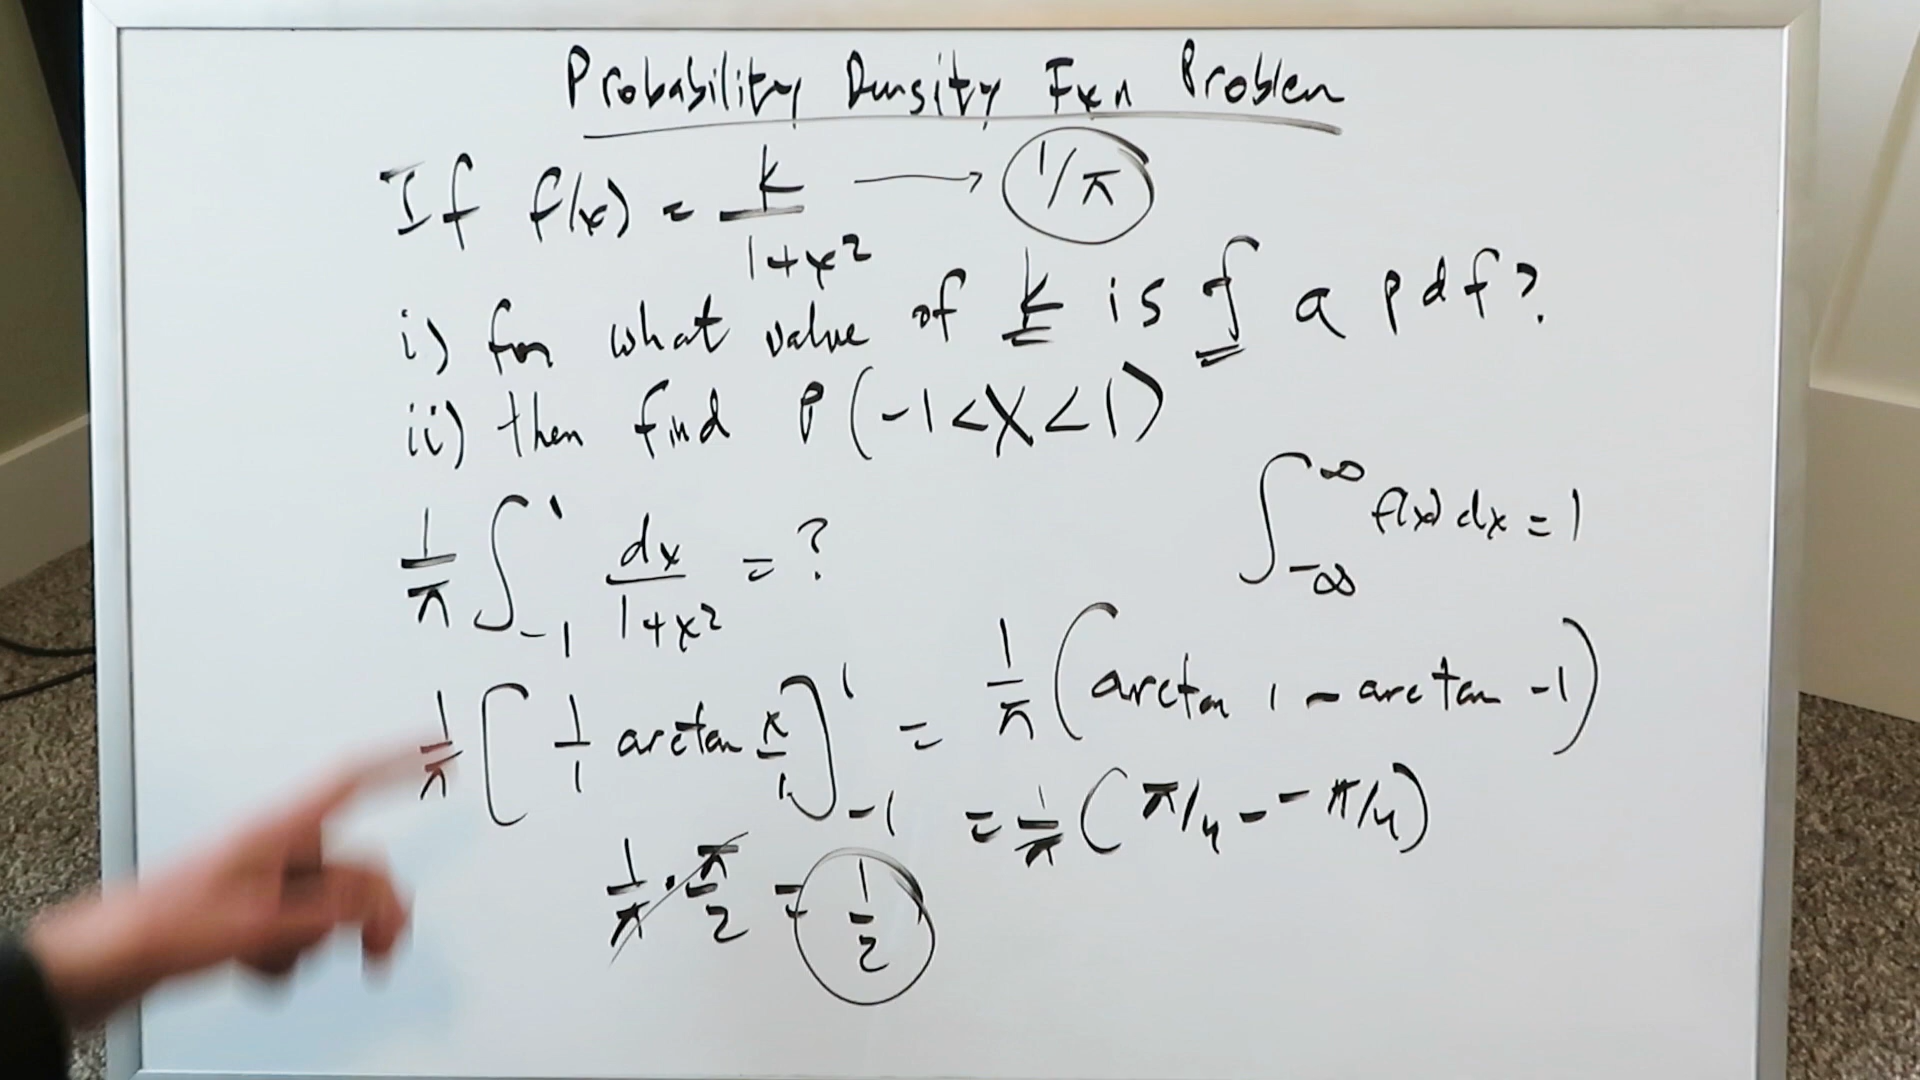 Probability Density Fxn Problem
If f(x) = k/(1+x²) → 1/π
i) for what value of k is f a pdf?
ii) then find P(-1<X<1)
∫_{-∞}^{∞} f(x) dx = 1
1/π ∫_{-1}^{1} dx/(1+x²) = ?
1/π [1/1 arctan x/1]_{-1}^{1} = 1/π (arctan 1 - arctan -1)
= 1/π (π/4 - -π/4)
1/π · π/2 = 1/2